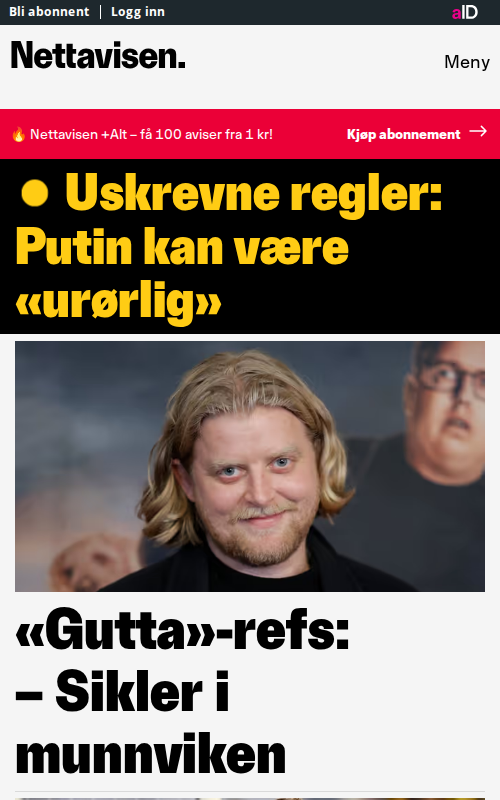 Bli abonnent | Logg inn
aID
Nettavisen.
Meny
🔥 Nettavisen +Alt – få 100 aviser fra 1 kr!
Kjøp abonnement →
Uskrevne regler:
Putin kan være
«urørlig»
«Gutta»-refs:
– Sikler i
munnviken